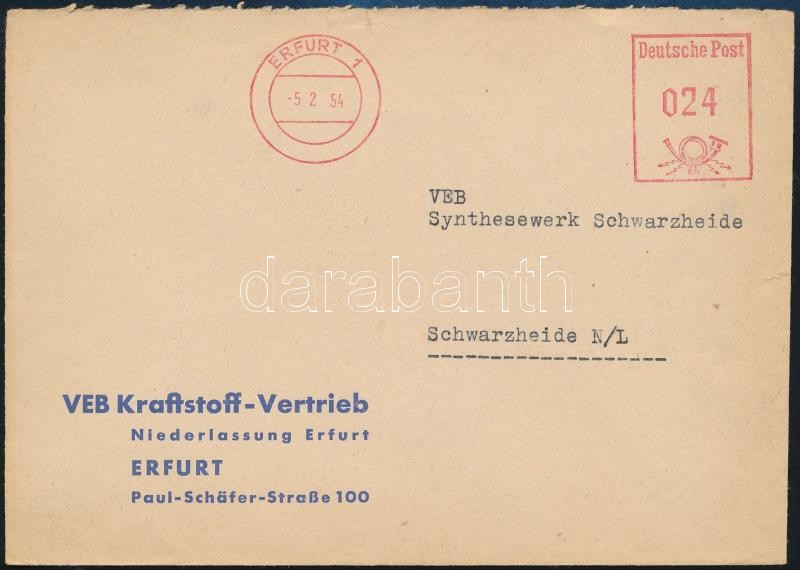 ERFURT 1
-5 2 54
Deutsche Post
024
VEB
Synthesewerk Schwarzheide
darabanth
Schwarzheide N/L
VEB Kraftstoff-Vertrieb
Niederlassung Erfurt
ERFURT
Paul-Schäfer-Straße 100